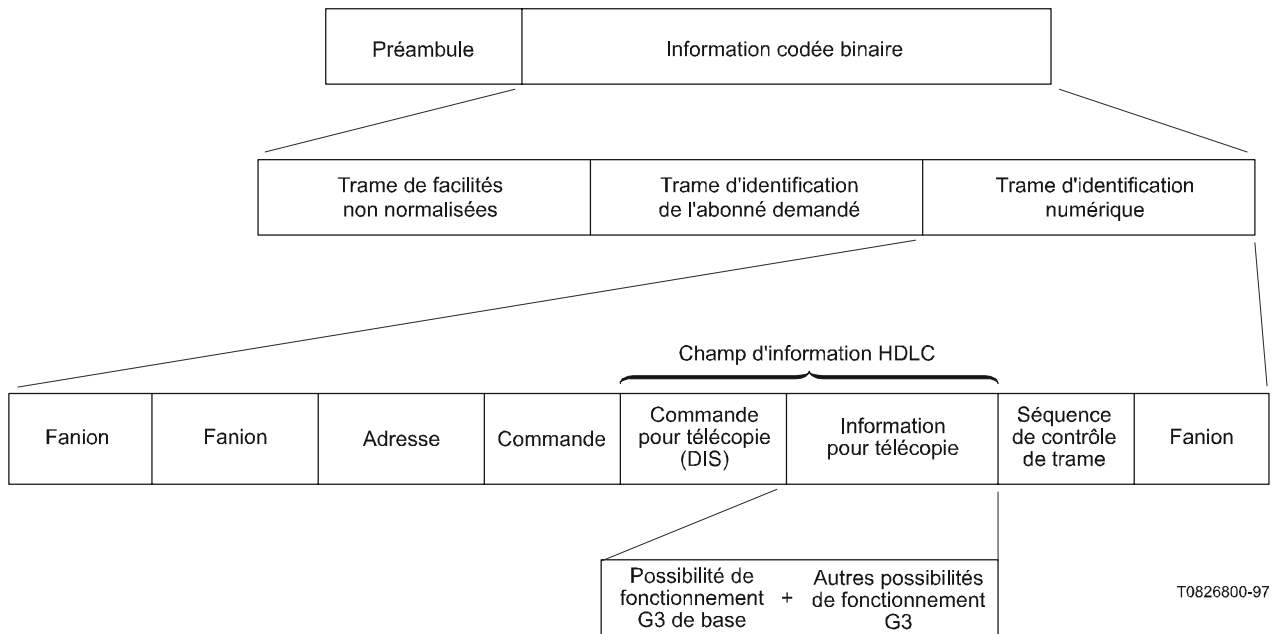 Préambule
Information codée binaire
Trame de facilités
non normalisées
Trame d'identification
de l'abonné demandé
Trame d'identification
numérique
Champ d'information HDLC
Fanion
Fanion
Adresse
Commande
Commande
pour télécopie
(DIS)
Information
pour télécopie
Séquence
de contrôle
de trame
Fanion
Possibilité de
fonctionnement
G3 de base
+
Autres possibilités
de fonctionnement
G3
T0826800-97